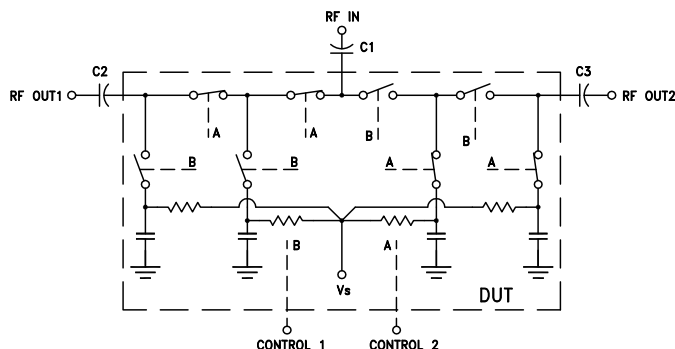 RF IN
C1
C2
C3
RF OUT1
RF OUT2
A
A
B
B
B
B
A
A
B
A
Vs
DUT
CONTROL 1
CONTROL 2